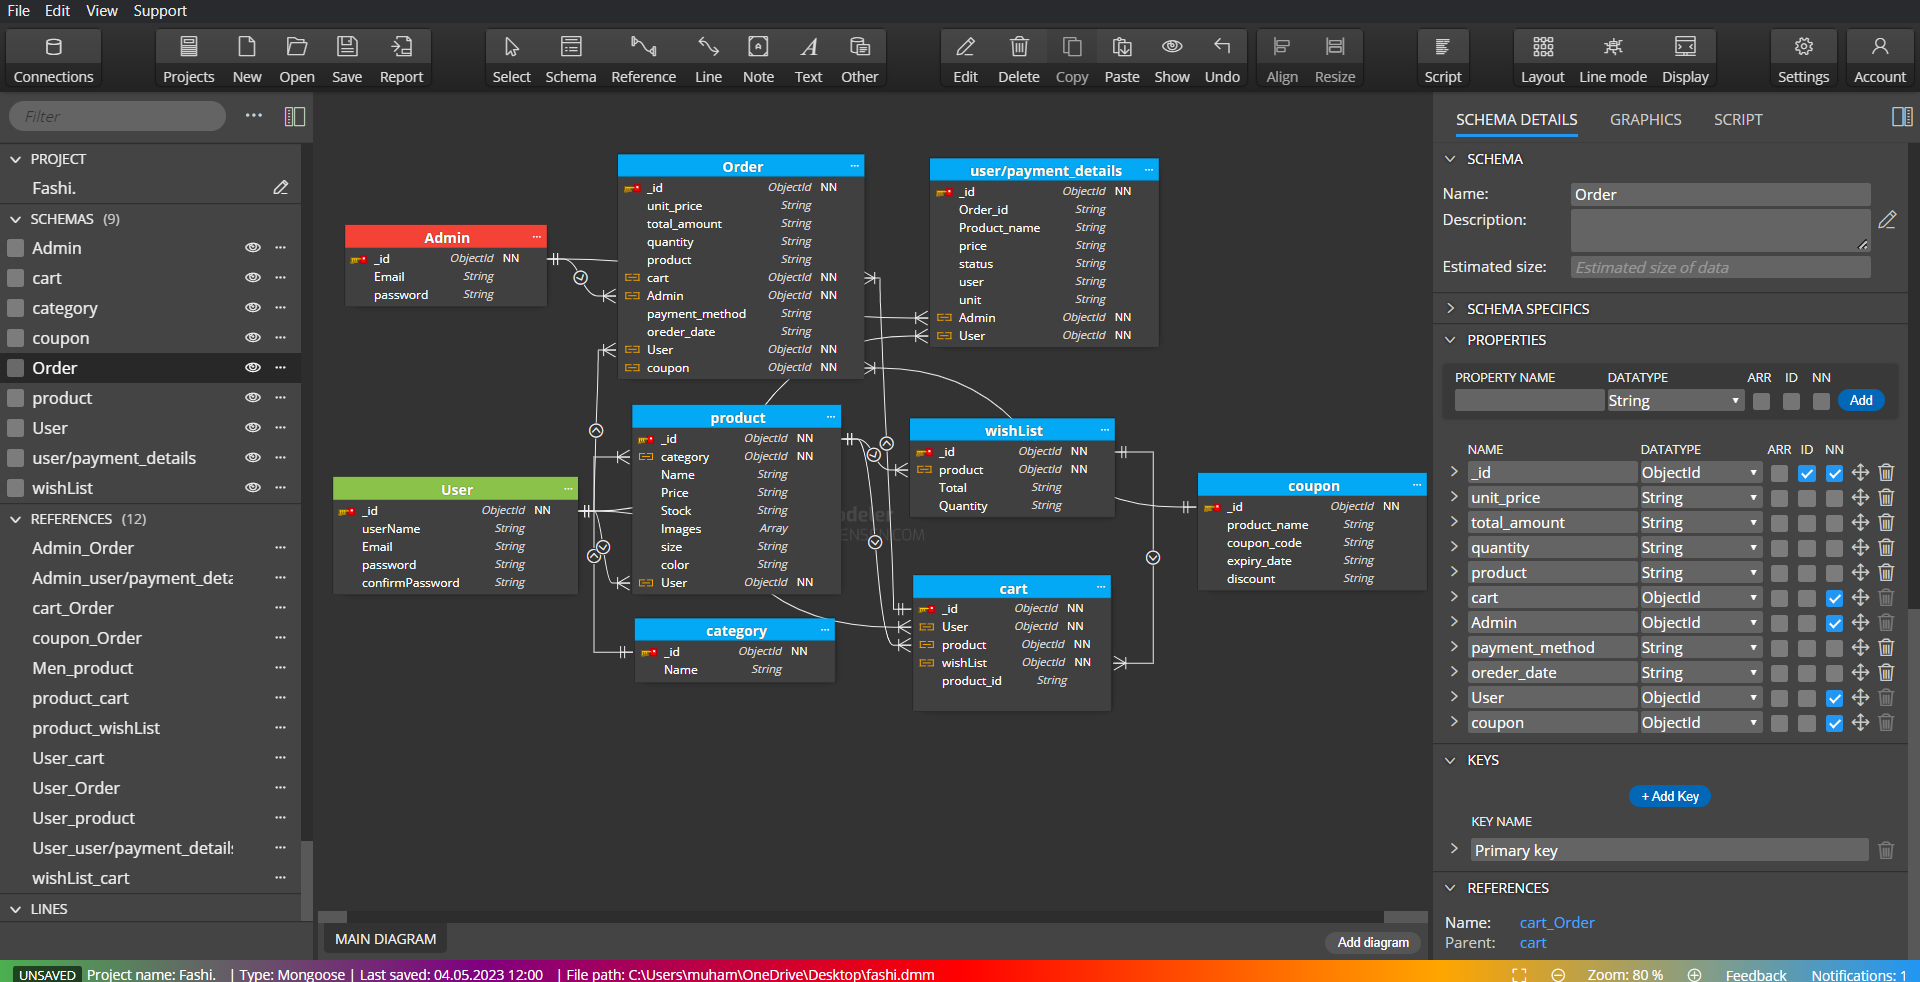 File Edit View Support
Connections Projects New Open Save Report Select Schema Reference Line Note Text Other Edit Delete Copy Paste Show Undo Align Resize Script Layout Line mode Display Settings Account
Filter
PROJECT
Fashi.
SCHEMAS (9)
Admin
cart
category
coupon
Order
product
User
user/payment_details
wishList
REFERENCES (12)
Admin_Order
Admin_user/payment_deta
cart_Order
coupon_Order
Men_product
product_cart
product_wishList
User_cart
User_Order
User_product
User_user/payment_detail
wishList_cart
LINES
Admin
_id ObjectId NN
Email String
password String
Order
_id ObjectId NN
unit_price String
total_amount String
quantity String
product String
cart ObjectId NN
Admin ObjectId NN
payment_method String
oreder_date String
User ObjectId NN
coupon ObjectId NN
user/payment_details
_id ObjectId NN
Order_id String
Product_name String
price String
status String
user String
unit String
Admin ObjectId NN
User ObjectId NN
User
_id ObjectId NN
userName String
Email String
password String
confirmPassword String
product
_id ObjectId NN
category ObjectId NN
Name String
Price String
Stock String
Images Array
size String
color String
User ObjectId NN
wishList
_id ObjectId NN
product ObjectId NN
Total String
Quantity String
coupon
_id ObjectId NN
product_name String
coupon_code String
expiry_date String
discount String
category
_id ObjectId NN
Name String
cart
_id ObjectId NN
User ObjectId NN
product ObjectId NN
wishList ObjectId NN
product_id String
MAIN DIAGRAM
Add diagram
SCHEMA DETAILS GRAPHICS SCRIPT
SCHEMA
Name: Order
Description:
Estimated size: Estimated size of data
SCHEMA SPECIFICS
PROPERTIES
PROPERTY NAME DATATYPE ARR ID NN
String Add
NAME DATATYPE ARR ID NN
_id ObjectId
unit_price String
total_amount String
quantity String
product String
cart ObjectId
Admin ObjectId
payment_method String
oreder_date String
User ObjectId
coupon ObjectId
KEYS
+ Add Key
KEY NAME
Primary key
REFERENCES
Name: cart_Order
Parent: cart
UNSAVED Project name: Fashi. | Type: Mongoose | Last saved: 04.05.2023 12:00 | File path: C:\Users\muham\OneDrive\Desktop\fashi.dmm
Zoom: 80 % Feedback Notifications: 1